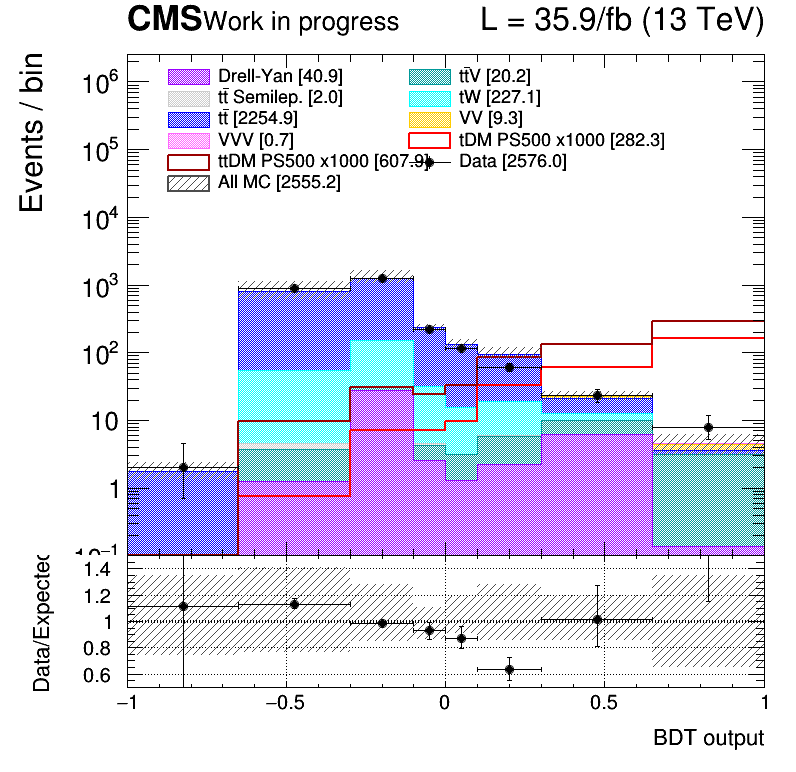 CMS Work in progress L = 35.9/fb (13 TeV)
Events / bin
Drell-Yan [40.9] tt̄V [20.2]
tt̄ Semilep. [2.0] tW [227.1]
tt̄ [2254.9] VV [9.3]
VVV [0.7] tDM PS500 x1000 [282.3]
ttDM PS500 x1000 [607.9] Data [2576.0]
All MC [2555.2]
10⁶
10⁵
10⁴
10³
10²
10
1
10⁻¹
Data/Expected
1.4
1.2
1
0.8
0.6
−1 −0.5 0 0.5 1
BDT output